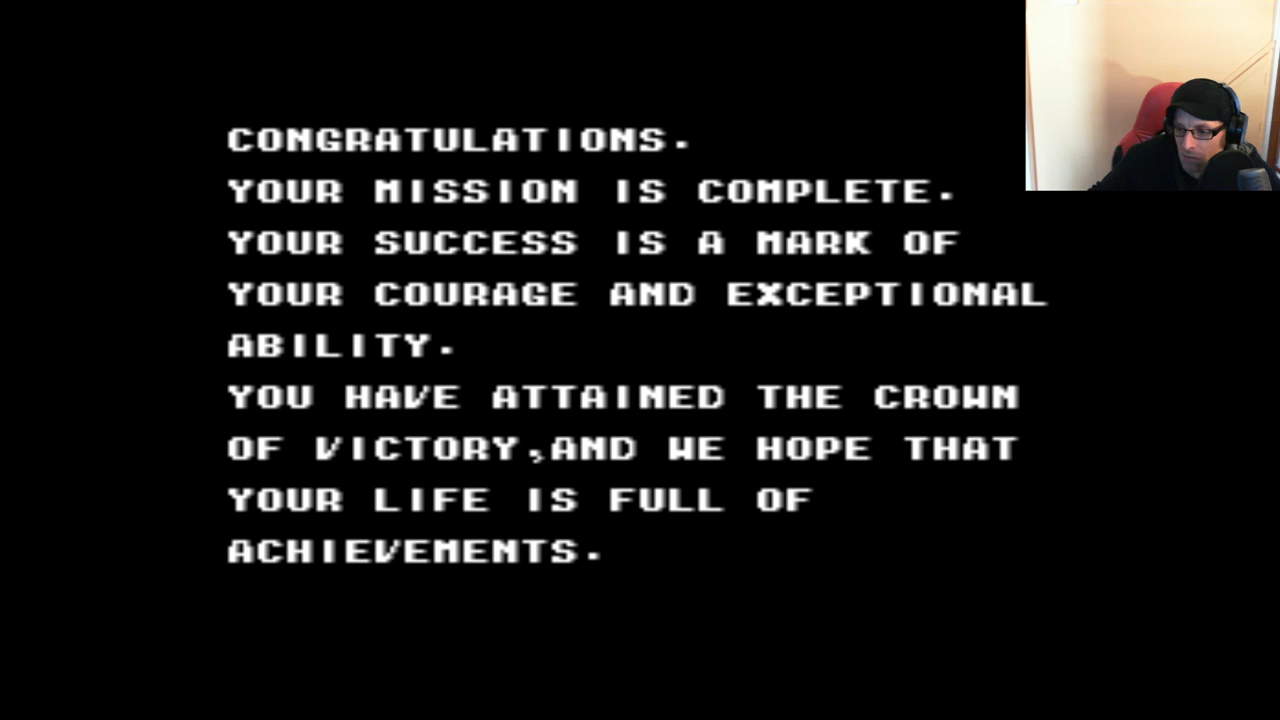 CONGRATULATIONS.
YOUR MISSION IS COMPLETE.
YOUR SUCCESS IS A MARK OF
YOUR COURAGE AND EXCEPTIONAL
ABILITY.
YOU HAVE ATTAINED THE CROWN
OF VICTORY,AND WE HOPE THAT
YOUR LIFE IS FULL OF
ACHIEVEMENTS.